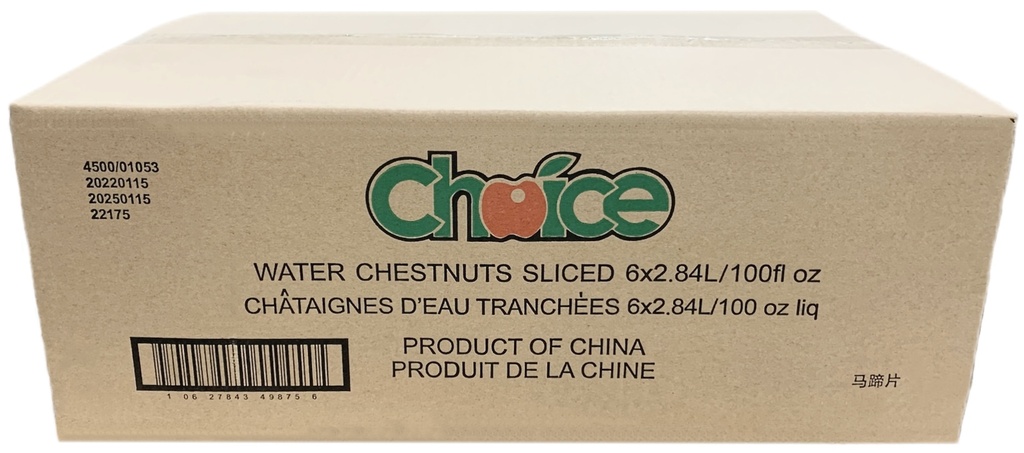 4500/01053
20220115
20250115
22175
Choice
WATER CHESTNUTS SLICED 6x2.84L/100fl oz
CHÂTAIGNES D'EAU TRANCHÉES 6x2.84L/100 oz liq
PRODUCT OF CHINA
PRODUIT DE LA CHINE
1 06 27843 49875 6
马蹄片